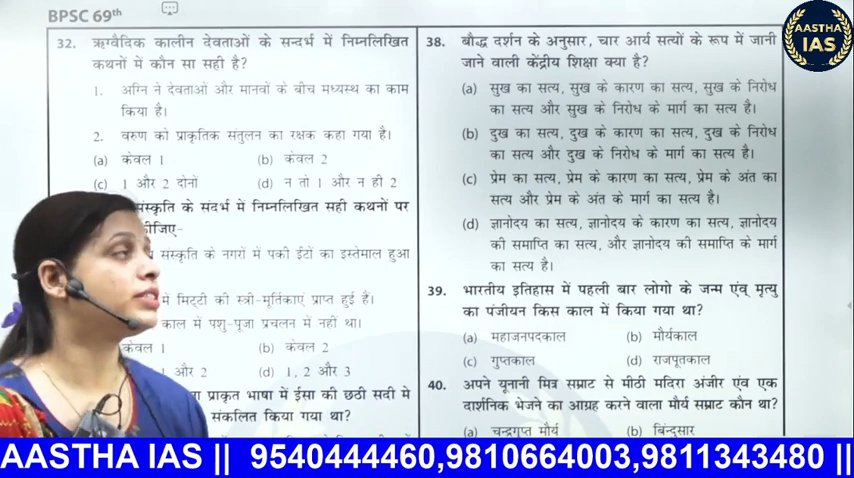 BPSC 69th
32. ऋग्वैदिक कालीन देवताओं के सन्दर्भ में निम्नलिखित
कथनों में कौन सा सही है?
1. अग्नि ने देवताओं और मानवों के बीच मध्यस्थ का काम
किया है।
2. वरुण को प्राकृतिक संतुलन का रक्षक कहा गया है।
(a) केवल 1 (b) केवल 2
(c) 1 और 2 दोनों (d) न तो 1 और न ही 2
संस्कृति के संदर्भ में निम्नलिखित सही कथनों पर
संस्कृति के नगरों में पकी ईंटों का इस्तेमाल हुआ
में मिट्टी की स्त्री-मूर्तिकाएं प्राप्त हुई हैं।
काल में पशु-पूजा प्रचलन में नहीं था।
केवल 1 (b) केवल 2
1 और 2 (d) 1, 2 और 3
प्राकृत भाषा में ईसा की छठी सदी मे
संकलित किया गया था?
38. बौद्ध दर्शन के अनुसार, चार आर्य सत्यों के रूप में जानी
जाने वाली केंद्रीय शिक्षा क्या है?
(a) सुख का सत्य, सुख के कारण का सत्य, सुख के निरोध
का सत्य और सुख के निरोध के मार्ग का सत्य है।
(b) दुख का सत्य, दुख के कारण का सत्य, दुख के निरोध
का सत्य और दुख के निरोध के मार्ग का सत्य है।
(c) प्रेम का सत्य, प्रेम के कारण का सत्य, प्रेम के अंत का
सत्य और प्रेम के अंत के मार्ग का सत्य है।
(d) ज्ञानोदय का सत्य, ज्ञानोदय के कारण का सत्य, ज्ञानोदय
की समाप्ति का सत्य, और ज्ञानोदय की समाप्ति के मार्ग
का सत्य है।
39. भारतीय इतिहास में पहली बार लोगो के जन्म एंव् मृत्यु
का पंजीयन किस काल में किया गया था?
(a) महाजनपदकाल (b) मौर्यकाल
(c) गुप्तकाल (d) राजपूतकाल
40. अपने यूनानी मित्र सम्राट से मीठी मदिरा अंजीर एंव एक
दार्शनिक भेजने का आग्रह करने वाला मौर्य सम्राट कौन था?
(a) चन्द्रगुप्त मौर्य (b) बिंन्दुसार
AASTHA
IAS
AASTHA IAS || 9540444460,9810664003,9811343480 ||